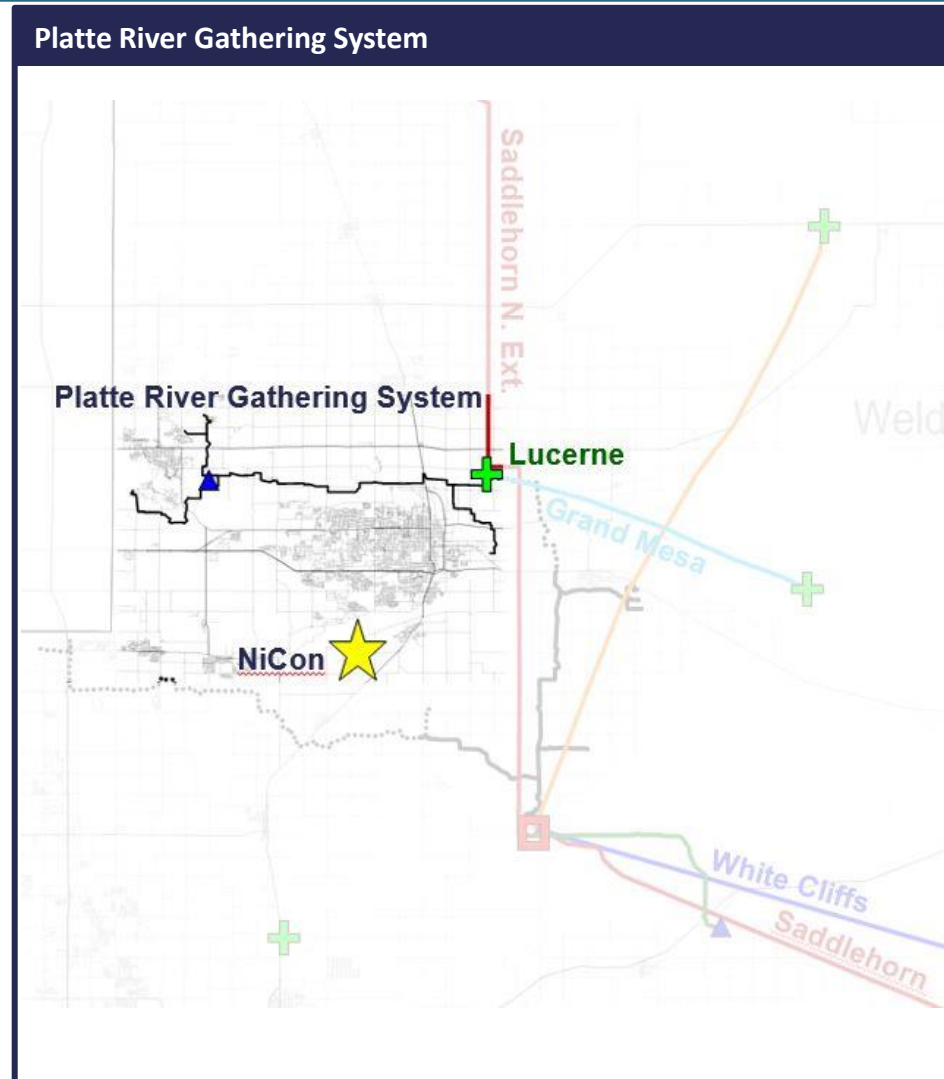 Platte River Gathering System
Saddlehorn N. Ext.
Platte River Gathering System
Weld
Lucerne
Grand Mesa
NiCon
White Cliffs
Saddlehorn